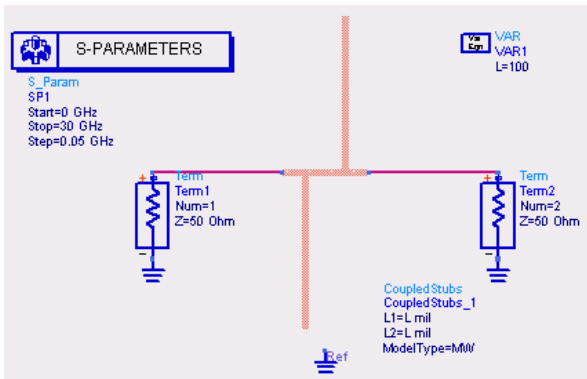 S-PARAMETERS
S_Param
SP1
Start=0 GHz
Stop=30 GHz
Step=0.05 GHz
Var
Eqn
VAR
VAR1
L=100
+
Term
Term1
Num=1
Z=50 Ohm
-
+
Term
Term2
Num=2
Z=50 Ohm
-
CoupledStubs
CoupledStubs_1
L1=L mil
L2=L mil
ModelType=MW
Ref